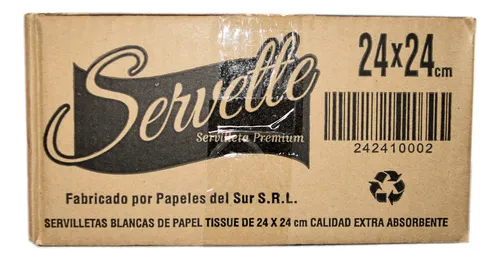 Servette
Servilleta Premium
24x24cm
242410002
Fabricado por Papeles del Sur S.R.L.
SERVILLETAS BLANCAS DE PAPEL TISSUE DE 24 X 24 cm CALIDAD EXTRA ABSORBENTE